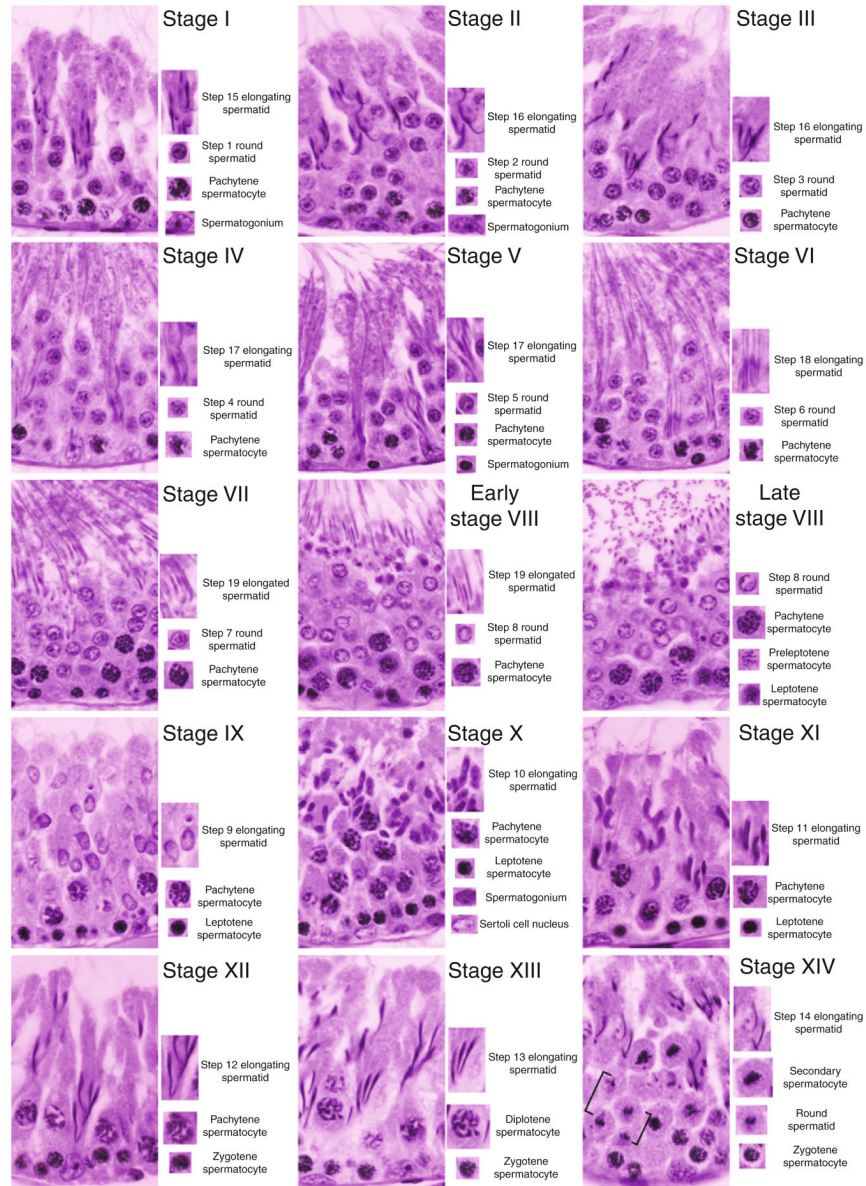 Stage I
Step 15 elongating
spermatid
Step 1 round
spermatid
Pachytene
spermatocyte
Spermatogonium
Stage II
Step 16 elongating
spermatid
Step 2 round
spermatid
Pachytene
spermatocyte
Spermatogonium
Stage III
Step 16 elongating
spermatid
Step 3 round
spermatid
Pachytene
spermatocyte
Stage IV
Step 17 elongating
spermatid
Step 4 round
spermatid
Pachytene
spermatocyte
Stage V
Step 17 elongating
spermatid
Step 5 round
spermatid
Pachytene
spermatocyte
Spermatogonium
Stage VI
Step 18 elongating
spermatid
Step 6 round
spermatid
Pachytene
spermatocyte
Stage VII
Step 19 elongated
spermatid
Step 7 round
spermatid
Pachytene
spermatocyte
Early
stage VIII
Step 19 elongated
spermatid
Step 8 round
spermatid
Pachytene
spermatocyte
Late
stage VIII
Step 8 round
spermatid
Pachytene
spermatocyte
Preleptotene
spermatocyte
Leptotene
spermatocyte
Stage IX
Step 9 elongating
spermatid
Pachytene
spermatocyte
Leptotene
spermatocyte
Stage X
Step 10 elongating
spermatid
Pachytene
spermatocyte
Leptotene
spermatocyte
Spermatogonium
Sertoli cell nucleus
Stage XI
Step 11 elongating
spermatid
Pachytene
spermatocyte
Leptotene
spermatocyte
Stage XII
Step 12 elongating
spermatid
Pachytene
spermatocyte
Zygotene
spermatocyte
Stage XIII
Step 13 elongating
spermatid
Diplotene
spermatocyte
Zygotene
spermatocyte
Stage XIV
Step 14 elongating
spermatid
Secondary
spermatocyte
Round
spermatid
Zygotene
spermatocyte